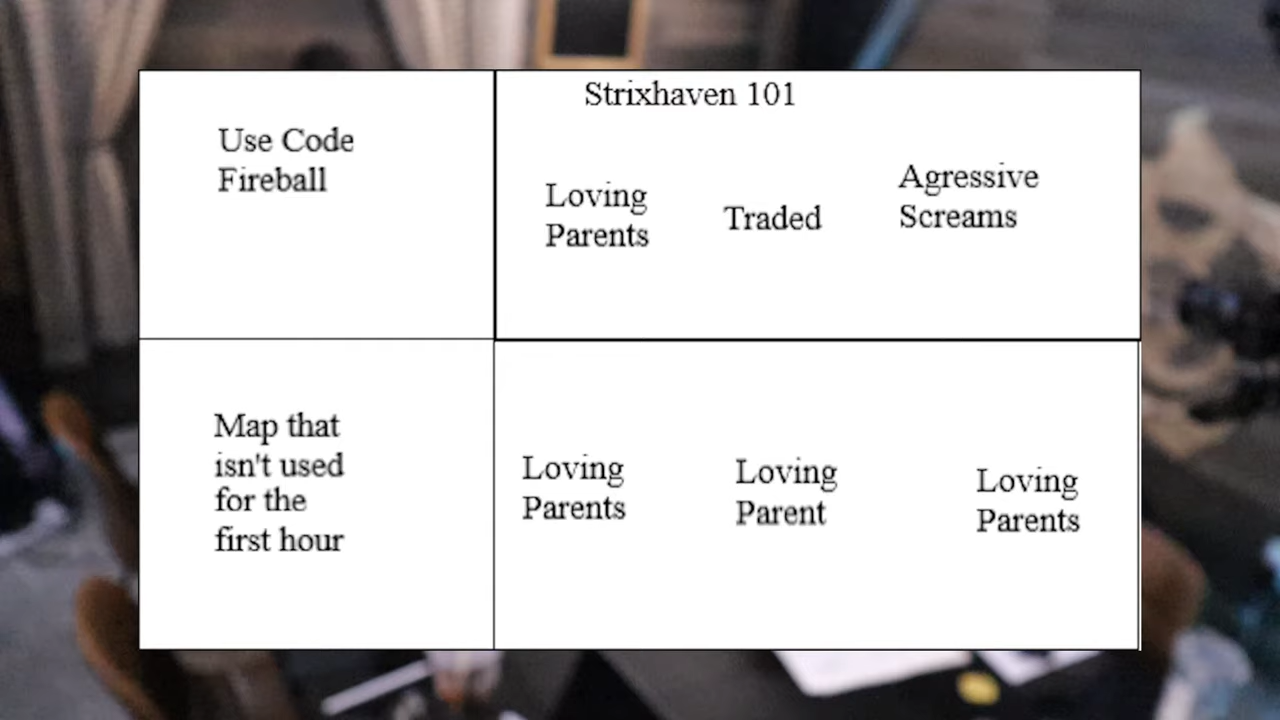 Use Code
Fireball
Strixhaven 101
Loving
Parents
Traded
Agressive
Screams
Map that
isn't used
for the
first hour
Loving
Parents
Loving
Parent
Loving
Parents